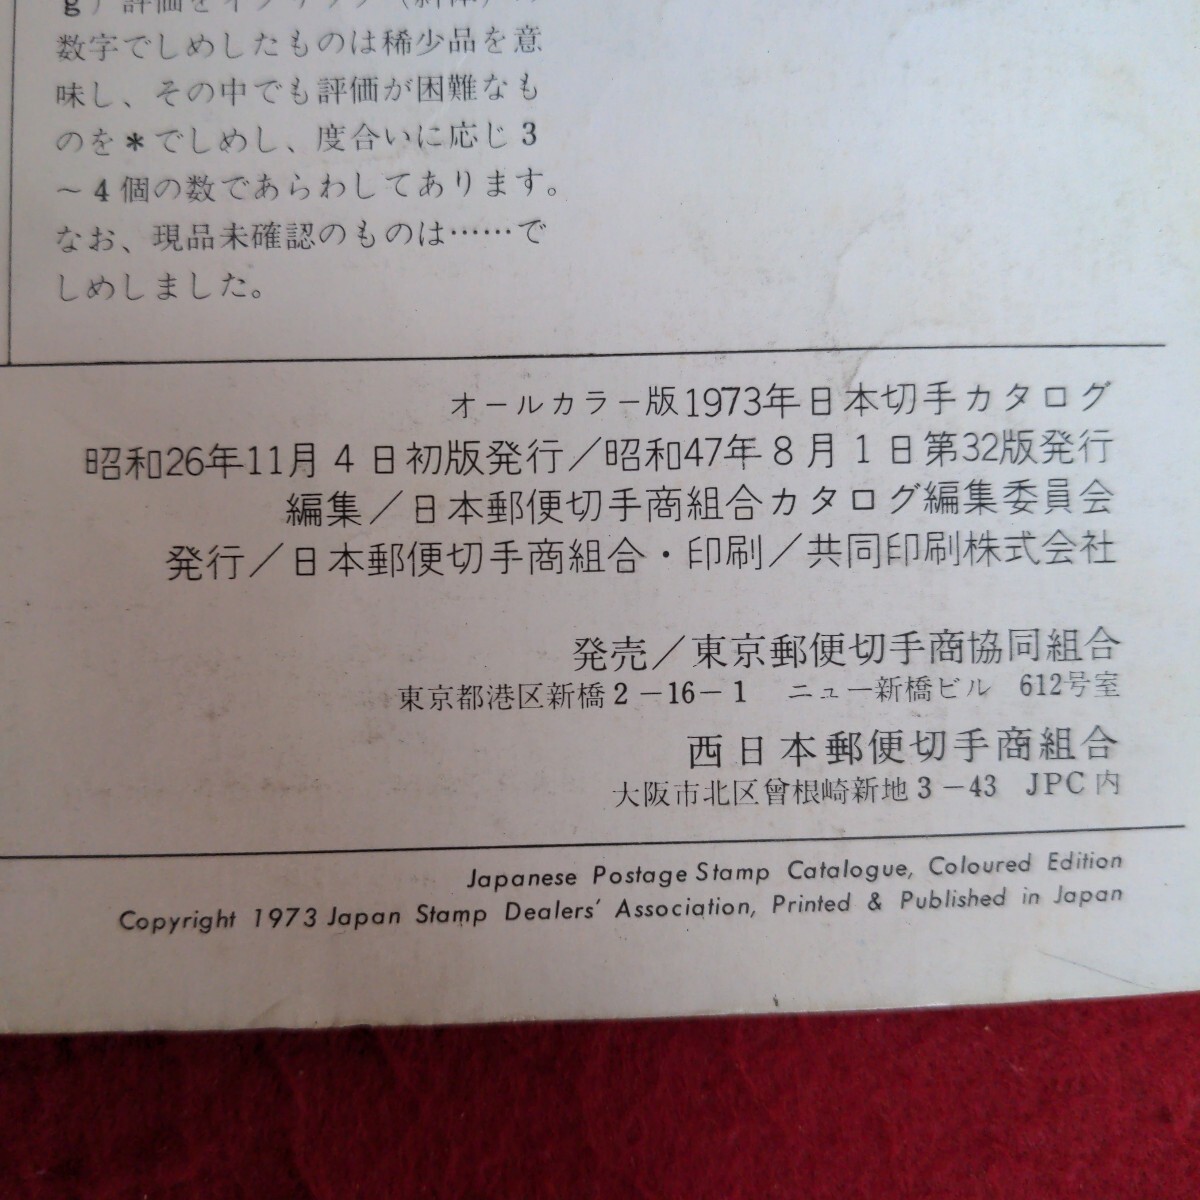 g）評価をイタリック（斜体）の
数字でしめしたものは稀少品を意
味し、その中でも評価が困難なも
のを＊でしめし、度合いに応じ3
～4個の数であらわしてあります。
なお、現品未確認のものは……で
しめしました。
オールカラー版1973年日本切手カタログ
昭和26年11月4日初版発行／昭和47年8月1日第32版発行
編集／日本郵便切手商組合カタログ編集委員会
発行／日本郵便切手商組合・印刷／共同印刷株式会社
発売／東京郵便切手商協同組合
東京都港区新橋2－16－1　ニュー新橋ビル　612号室
西日本郵便切手商組合
大阪市北区曾根崎新地3－43　JPC内
Japanese Postage Stamp Catalogue, Coloured Edition
Copyright 1973 Japan Stamp Dealers' Association, Printed & Published in Japan